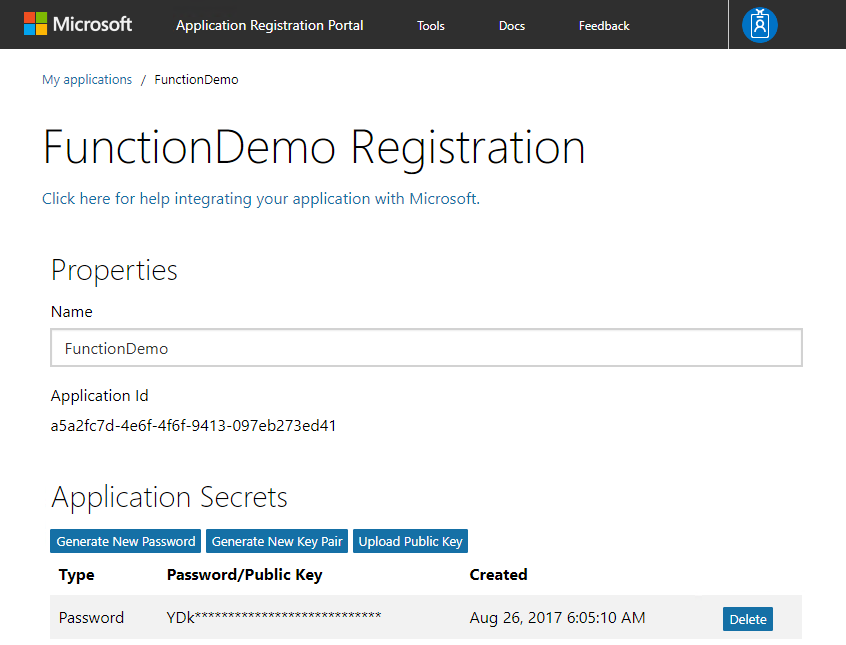 Microsoft Application Registration Portal Tools Docs Feedback
My applications / FunctionDemo
FunctionDemo Registration
Click here for help integrating your application with Microsoft.
Properties
Name
FunctionDemo
Application Id
a5a2fc7d-4e6f-4f6f-9413-097eb273ed41
Application Secrets
Generate New Password Generate New Key Pair Upload Public Key
Type Password/Public Key Created
Password YDk**************************** Aug 26, 2017 6:05:10 AM Delete